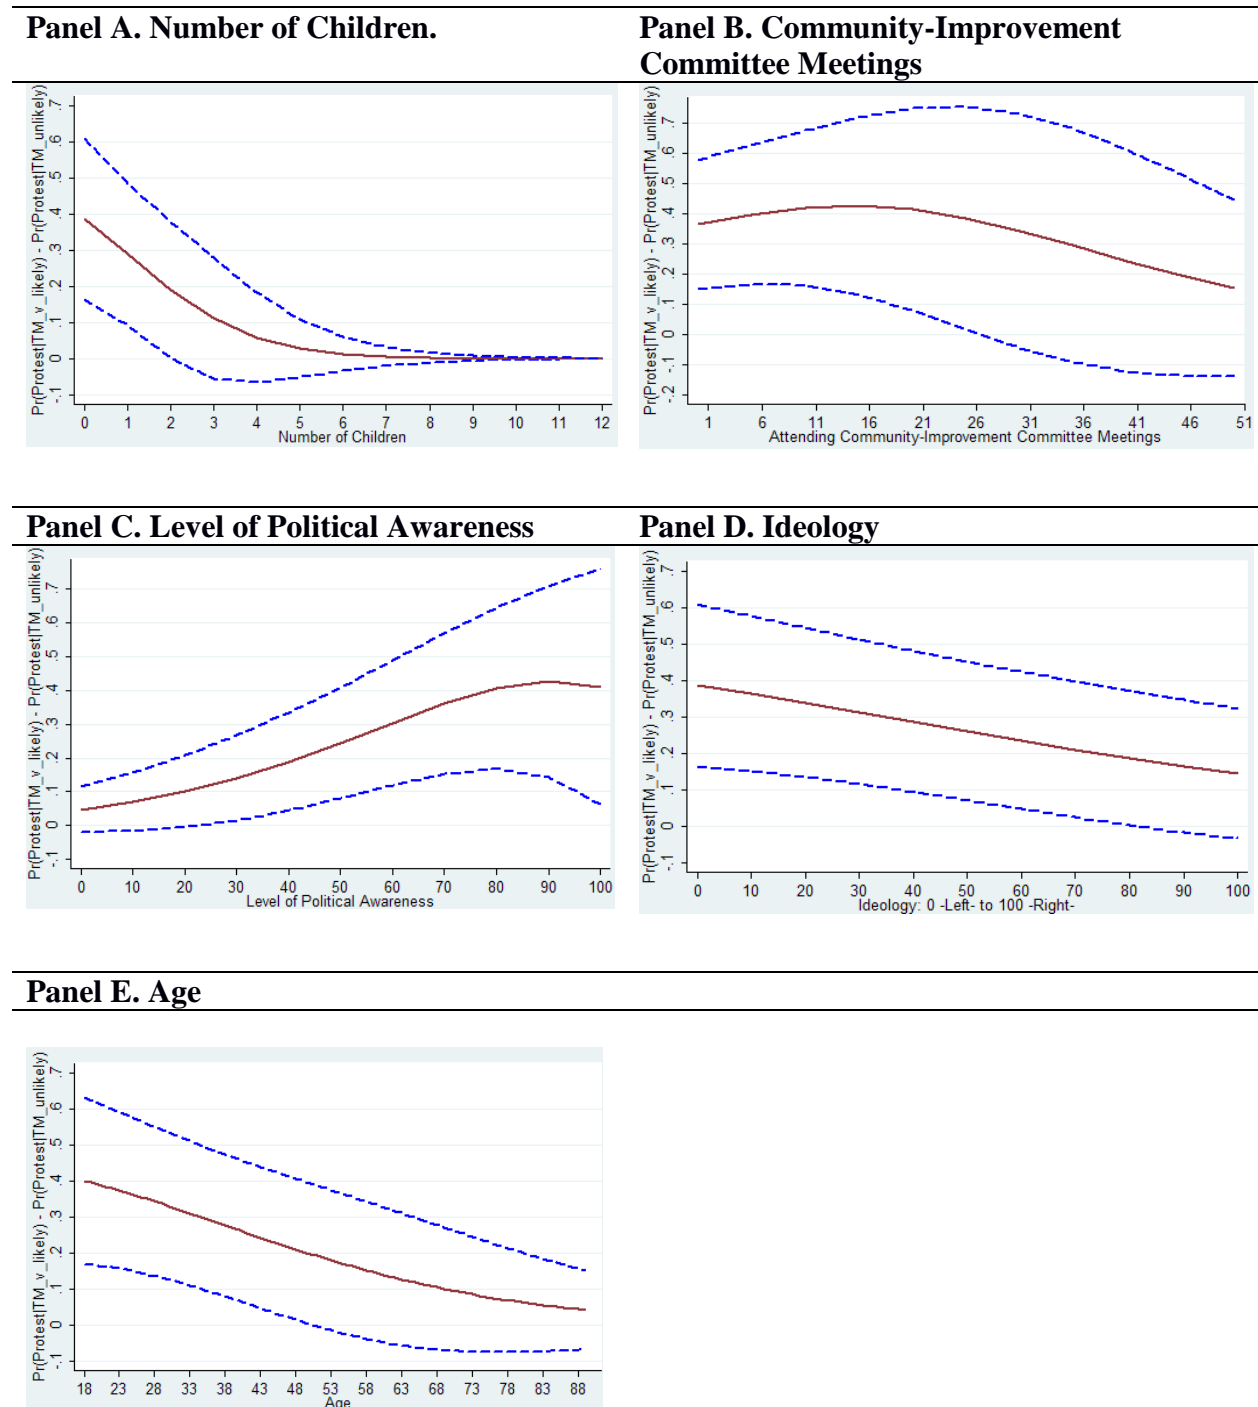 Panel A. Number of Children.
Panel B. Community-Improvement
Committee Meetings
Pr(Protest|TM_v_likely) - Pr(Protest|TM_unlikely)
-.1 0 .1 .2 .3 .4 .5 .6 .7
0 1 2 3 4 5 6 7 8 9 10 11 12
Number of Children
Pr(Protest|TM_v_likely) - Pr(Protest|TM_unlikely)
-.2 -.1 0 .1 .2 .3 .4 .5 .6 .7
1 6 11 16 21 26 31 36 41 46 51
Attending Community-Improvement Committee Meetings
Panel C. Level of Political Awareness
Panel D. Ideology
Pr(Protest|TM_v_likely) - Pr(Protest|TM_unlikely)
-.1 0 .1 .2 .3 .4 .5 .6 .7
0 10 20 30 40 50 60 70 80 90 100
Level of Political Awareness
Pr(Protest|TM_v_likely) - Pr(Protest|TM_unlikely)
-.1 0 .1 .2 .3 .4 .5 .6 .7
0 10 20 30 40 50 60 70 80 90 100
Ideology: 0 -Left- to 100 -Right-
Panel E. Age
Pr(Protest|TM_v_likely) - Pr(Protest|TM_unlikely)
-.1 0 .1 .2 .3 .4 .5 .6 .7
18 23 28 33 38 43 48 53 58 63 68 73 78 83 88
Age